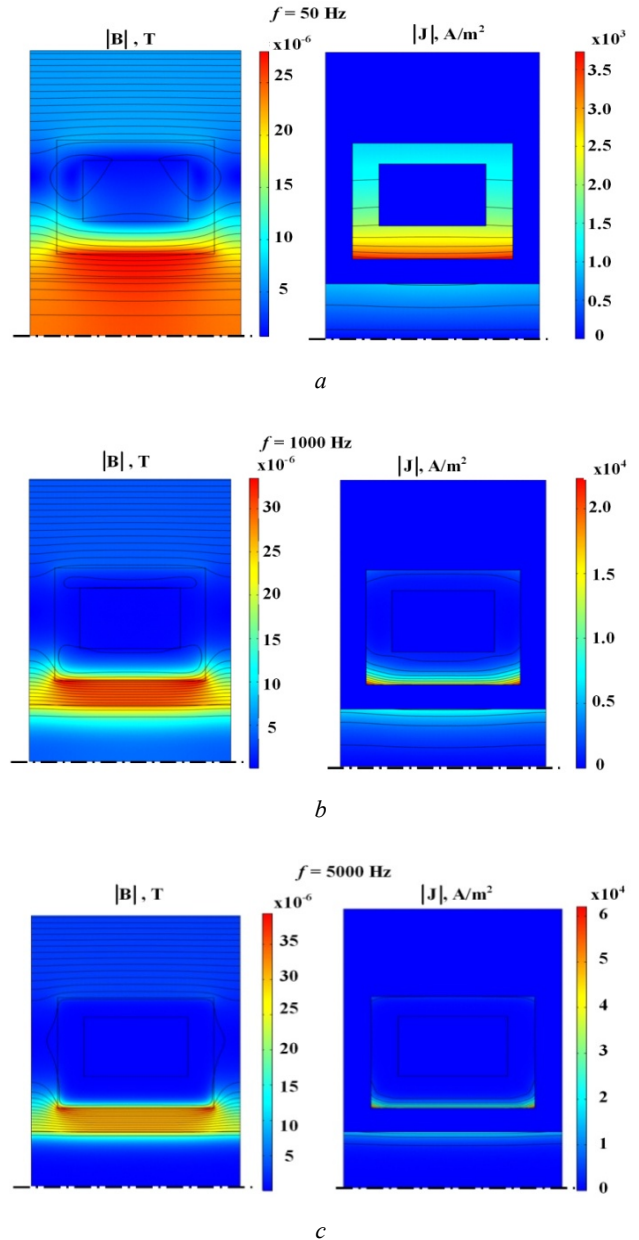 f = 50 Hz
|B| , T
x10⁻⁶
25
20
15
10
5
|J|, A/m²
x10³
3.5
3.0
2.5
2.0
1.5
1.0
0.5
0
a
f = 1000 Hz
|B| , T
x10⁻⁶
30
25
20
15
10
5
|J|, A/m²
x10⁴
2.0
1.5
1.0
0.5
0
b
f = 5000 Hz
|B| , T
x10⁻⁶
35
30
25
20
15
10
5
|J|, A/m²
x10⁴
6
5
4
3
2
1
0
c